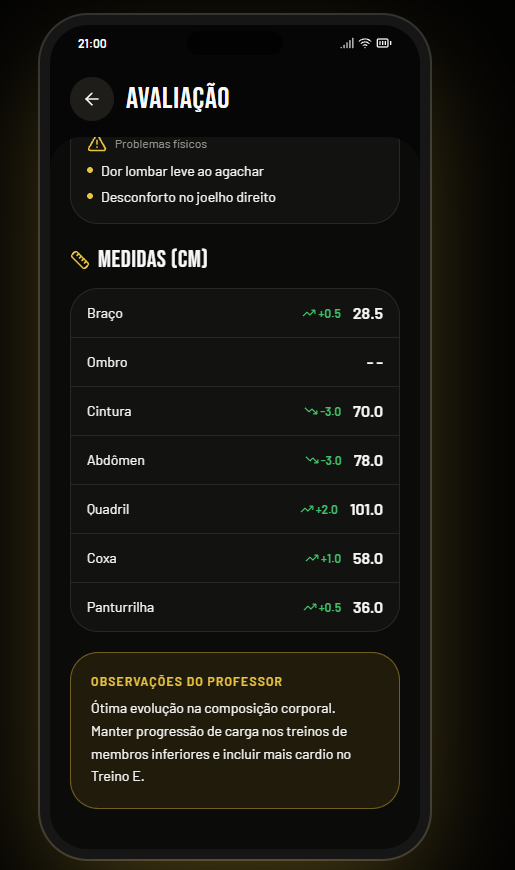 21:00
AVALIAÇÃO
Problemas físicos
Dor lombar leve ao agachar
Desconforto no joelho direito
MEDIDAS (CM)
Braço +0.5 28.5
Ombro --
Cintura -3.0 70.0
Abdômen -3.0 78.0
Quadril +2.0 101.0
Coxa +1.0 58.0
Panturrilha +0.5 36.0
OBSERVAÇÕES DO PROFESSOR
Ótima evolução na composição corporal.
Manter progressão de carga nos treinos de
membros inferiores e incluir mais cardio no
Treino E.